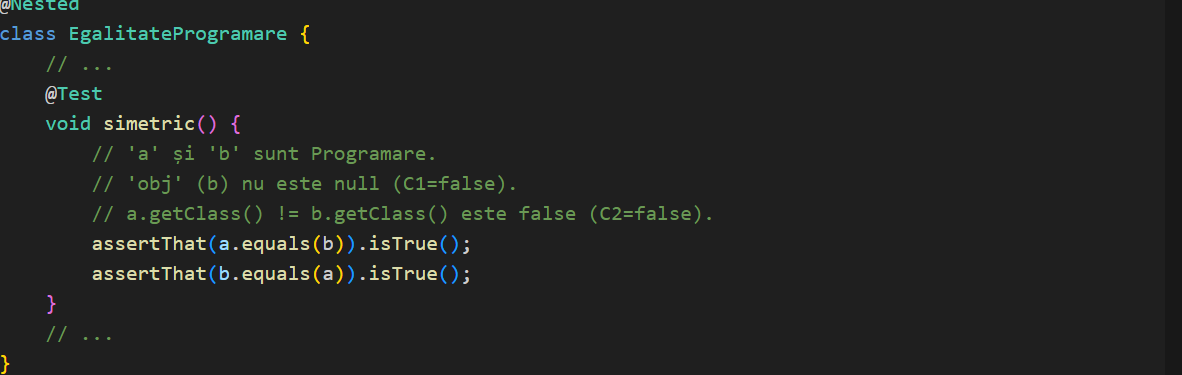 @Nested
class EgalitateProgramare {
    // ...
    @Test
    void simetric() {
        // 'a' și 'b' sunt Programare.
        // 'obj' (b) nu este null (C1=false).
        // a.getClass() != b.getClass() este false (C2=false).
        assertThat(a.equals(b)).isTrue();
        assertThat(b.equals(a)).isTrue();
    }
    // ...
}